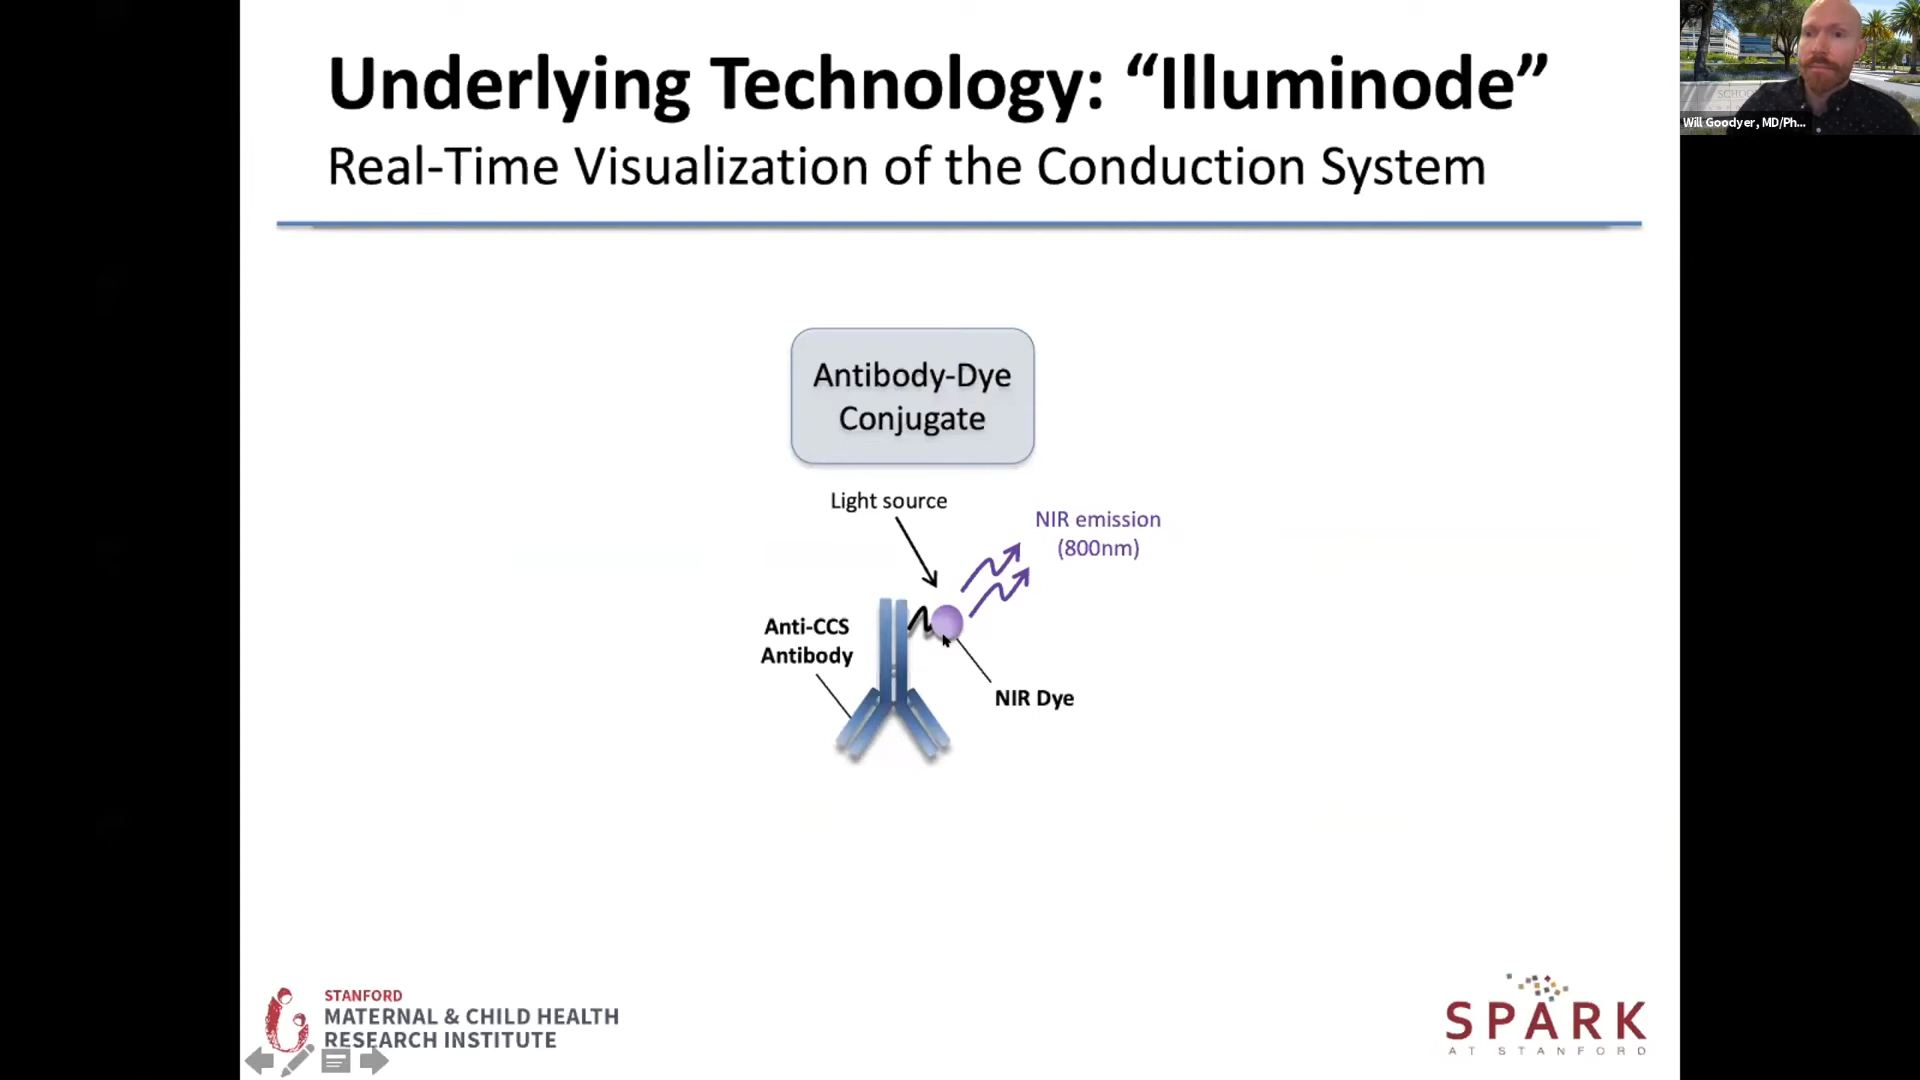 Underlying Technology: “Illuminode”
Real-Time Visualization of the Conduction System
Will Goodyer, MD/Ph...
Antibody-Dye
Conjugate
Light source
NIR emission
(800nm)
Anti-CCS
Antibody
NIR Dye
STANFORD
MATERNAL & CHILD HEALTH
RESEARCH INSTITUTE
SPARK
AT STANFORD